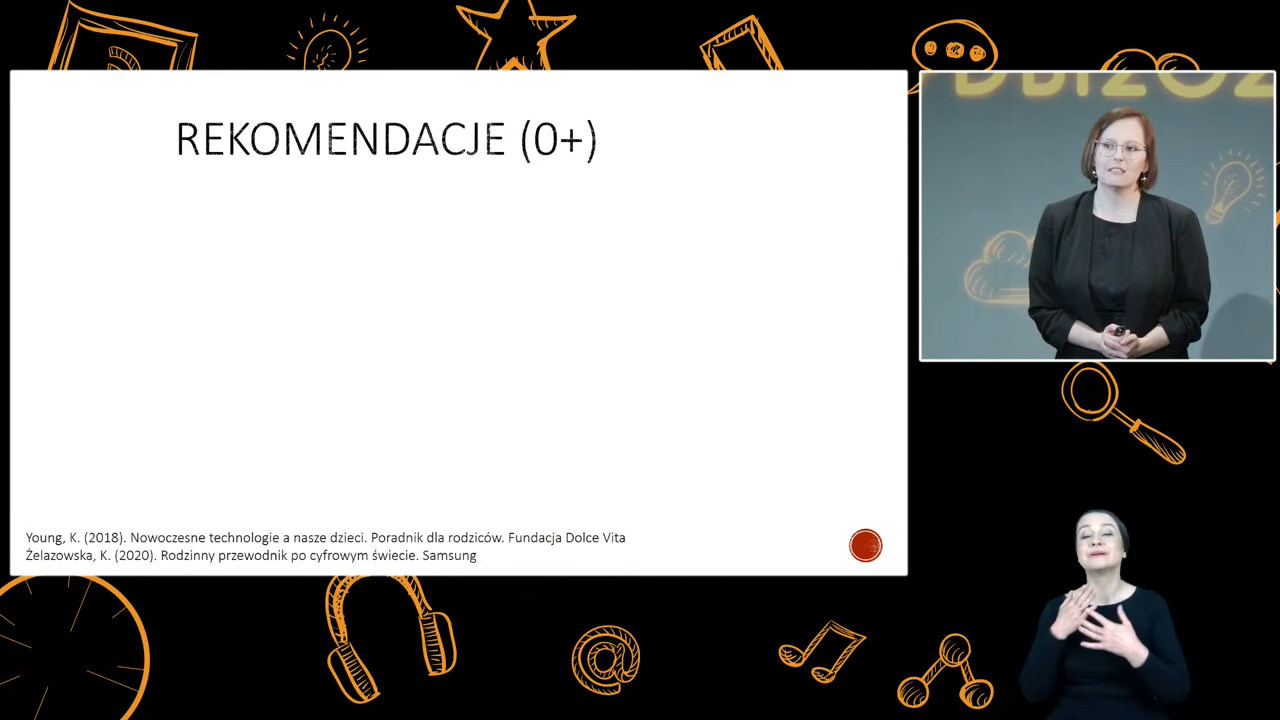 REKOMENDACJE (0+)
Young, K. (2018). Nowoczesne technologie a nasze dzieci. Poradnik dla rodziców. Fundacja Dolce Vita
Żelazowska, K. (2020). Rodzinny przewodnik po cyfrowym świecie. Samsung